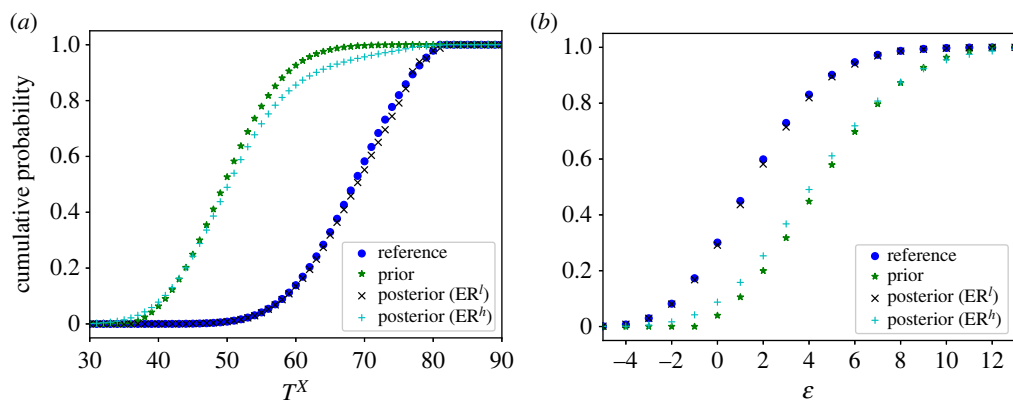 (a)
cumulative probability
1.0
0.8
0.6
0.4
0.2
0
30 40 50 60 70 80 90
T^X
reference
prior
posterior (ER^l)
posterior (ER^h)
(b)
1.0
0.8
0.6
0.4
0.2
0
–4 –2 0 2 4 6 8 10 12
ε
reference
prior
posterior (ER^l)
posterior (ER^h)